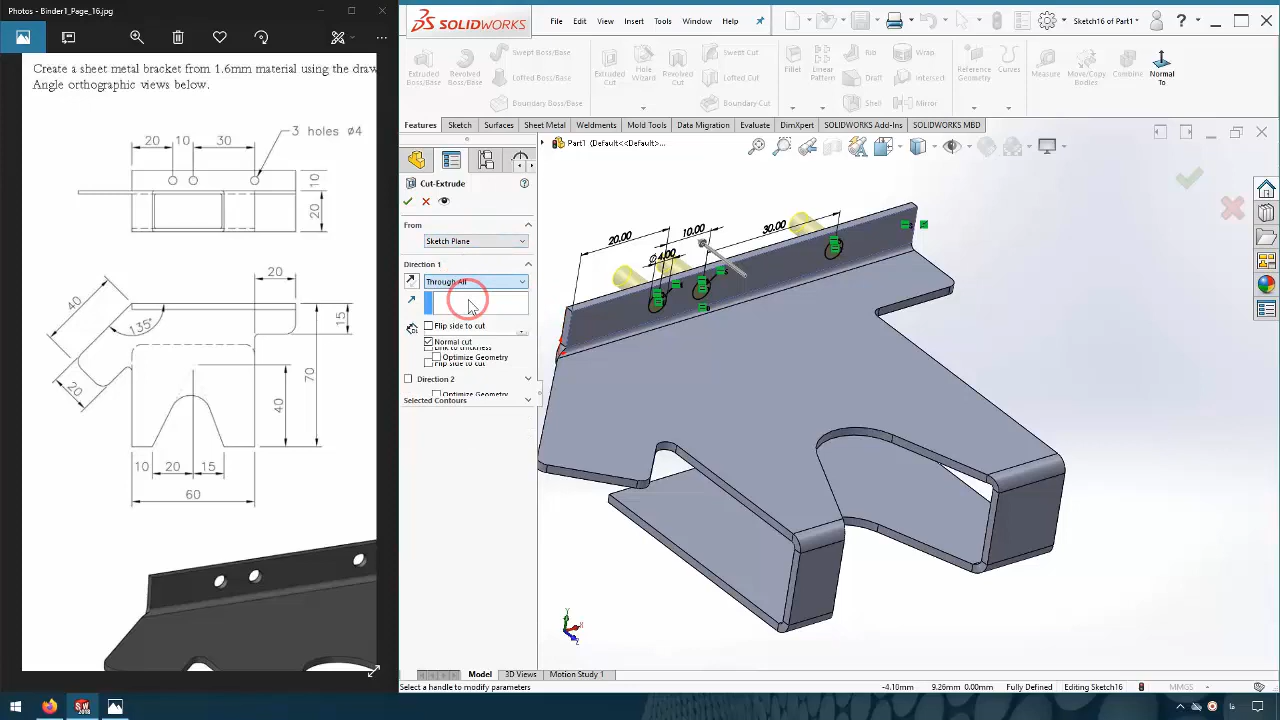 Photos - Binder1_Page_16.jpg
Create a sheet metal bracket from 1.6mm material using the draw
Angle orthographic views below.
3 holes ø4
20 10 30
10
20
20
40
135°
15
70
40
20
10 20 15
60
SOLIDWORKS
File Edit View Insert Tools Window
Sketch16 of Part1
Extruded Boss/Base
Revolved Boss/Base
Swept Boss/Base
Lofted Boss/Base
Boundary Boss/Base
Extruded Cut
Hole Wizard
Revolved Cut
Swept Cut
Lofted Cut
Boundary Cut
Fillet
Linear Pattern
Rib
Draft
Shell
Wrap
Intersect
Mirror
Reference Geometry
Curves
Measure
Move/Copy Bodies
Combine
Normal To
Features Sketch Surfaces Sheet Metal Weldments Mold Tools Data Migration Evaluate DimXpert SOLIDWORKS Add-Ins SOLIDWORKS MBD
Part1 (Default<Default>...
Cut-Extrude
From
Sketch Plane
Direction 1
Through All
Flip side to cut
Normal cut
Optimize Geometry
Direction 2
Selected Contours
20.00
10.00
30.00
Ø4.00
Y
X
Z
Model 3D Views Motion Study 1
Select a handle to modify parameters
-4.10mm 9.26mm 0.00mm Fully Defined Editing Sketch16 MMGS